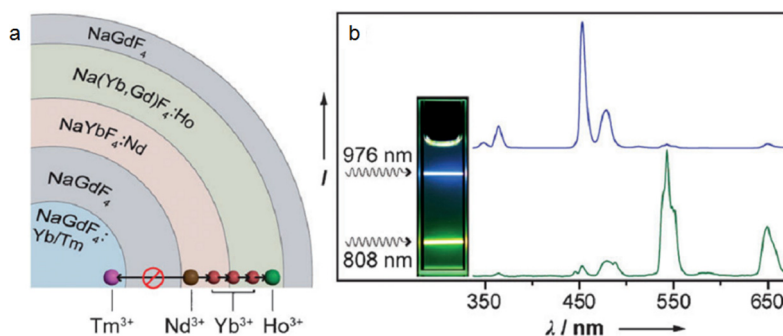 a
NaGdF₄
Na(Yb,Gd)F₄:Ho
NaYbF₄:Nd
NaGdF₄
NaGdF₄:
Yb/Tm
Tm³⁺
Nd³⁺
Yb³⁺
Ho³⁺
b
I
976 nm
808 nm
350
450
550
650
λ / nm